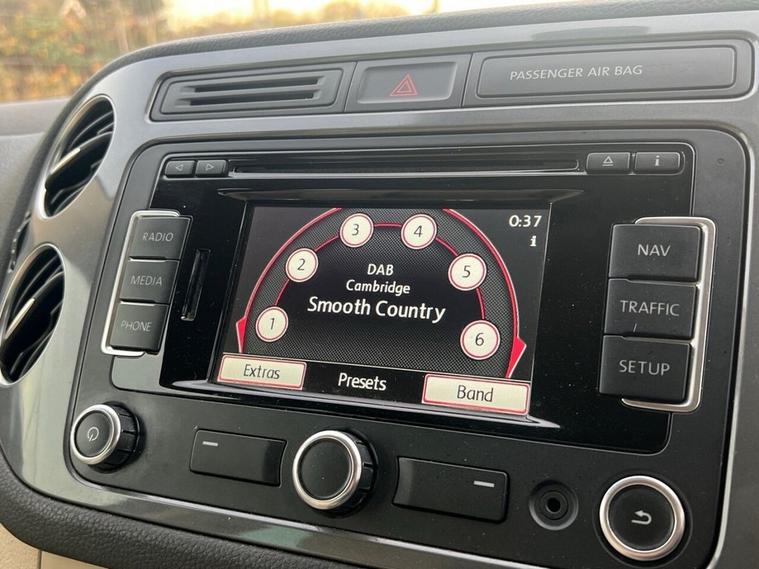 PASSENGER AIR BAG
i
RADIO
MEDIA
PHONE
NAV
TRAFFIC
SETUP
0:37
i
1
2
3
4
5
6
DAB
Cambridge
Smooth Country
Extras
Presets
Band